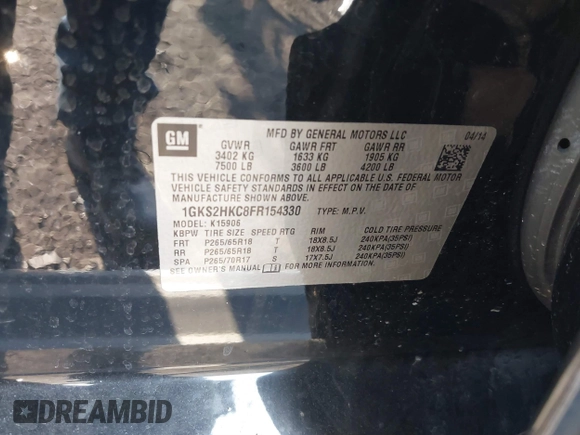 GM
MFD BY GENERAL MOTORS LLC 04/14
GVWR GAWR FRT GAWR RR
3402 KG 1633 KG 1905 KG
7500 LB 3600 LB 4200 LB
THIS VEHICLE CONFORMS TO ALL APPLICABLE U.S. FEDERAL MOTOR
VEHICLE SAFETY STANDARDS IN EFFECT ON THE DATE OF
MANUFACTURE SHOWN ABOVE.
1GKS2HKC8FR154330 TYPE: M.P.V.
MODEL: K15906
KBPW TIRE SIZE SPEED RTG RIM COLD TIRE PRESSURE
FRT P265/65R18 T 18X8.5J 240KPA(35PSI)
RR P265/65R18 T 18X8.5J 240KPA(35PSI)
SPA P265/70R17 S 17X7.5J 240KPA(35PSI)
SEE OWNER'S MANUAL FOR MORE INFORMATION.
DREAMBID